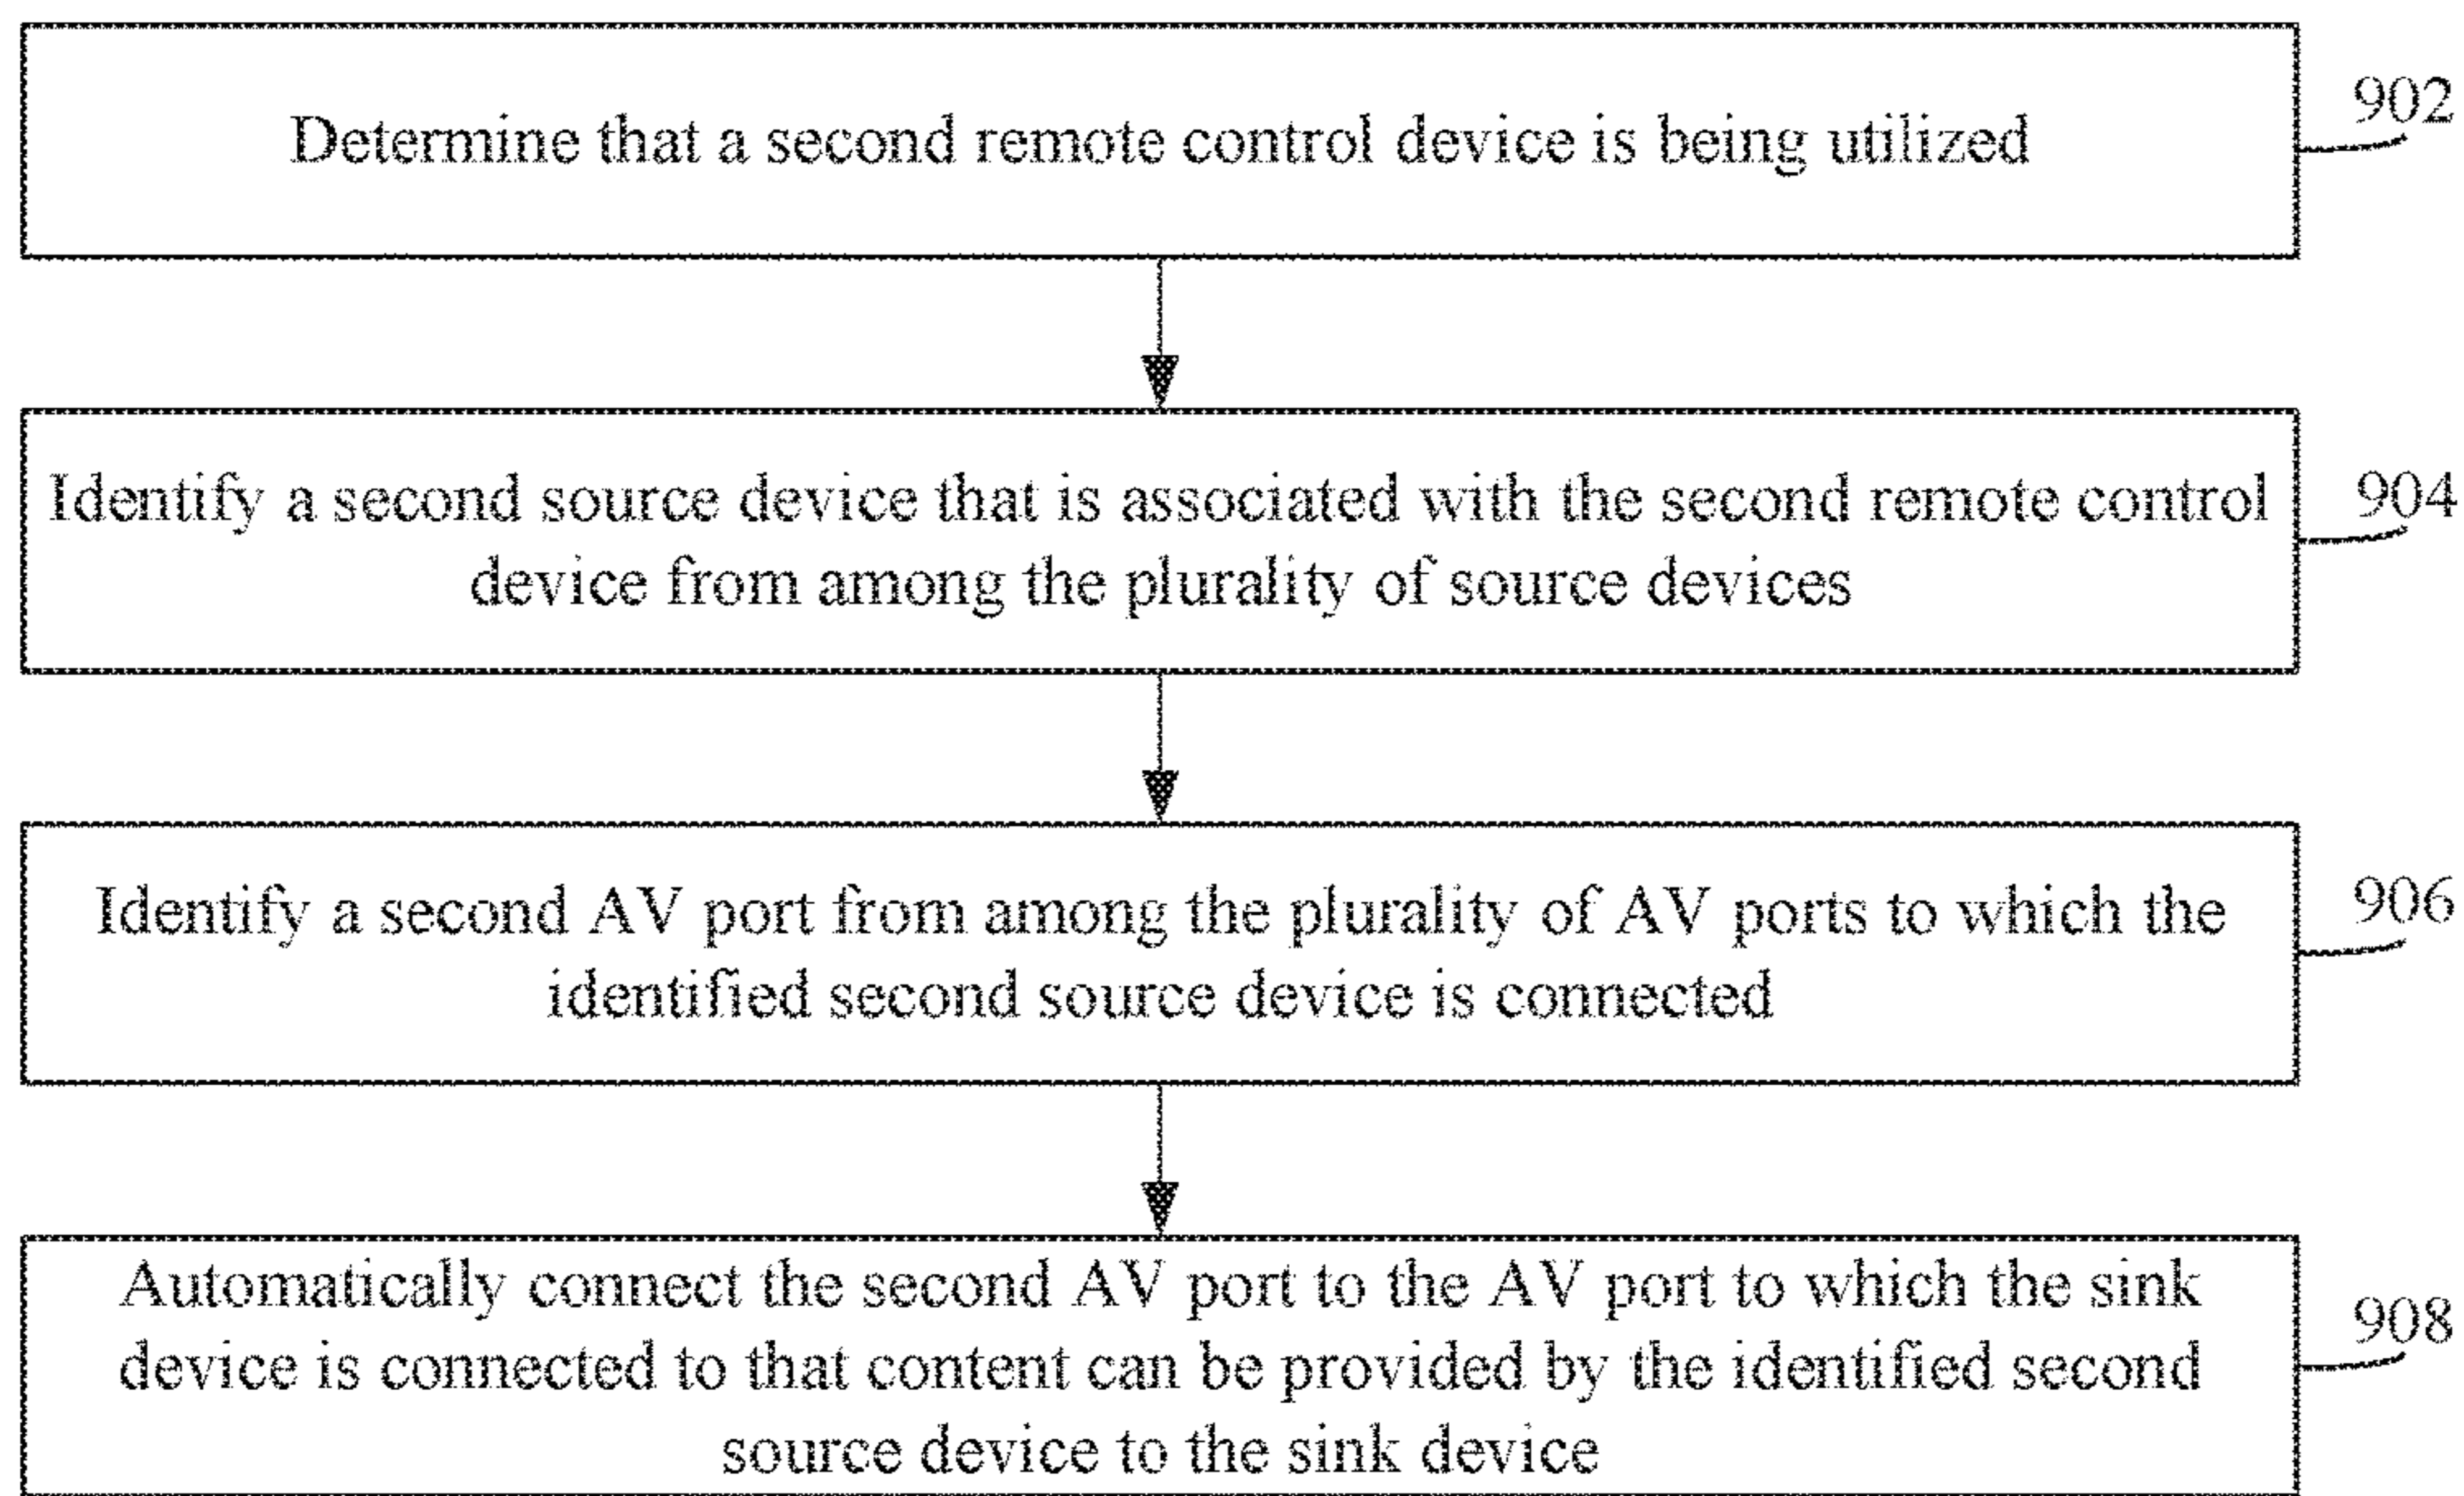 Determine that a second remote control device is being utilized
902
Identify a second source device that is associated with the second remote control
device from among the plurality of source devices
904
Identify a second AV port from among the plurality of AV ports to which the
identified second source device is connected
906
Automatically connect the second AV port to the AV port to which the sink
device is connected to that content can be provided by the identified second
source device to the sink device
908